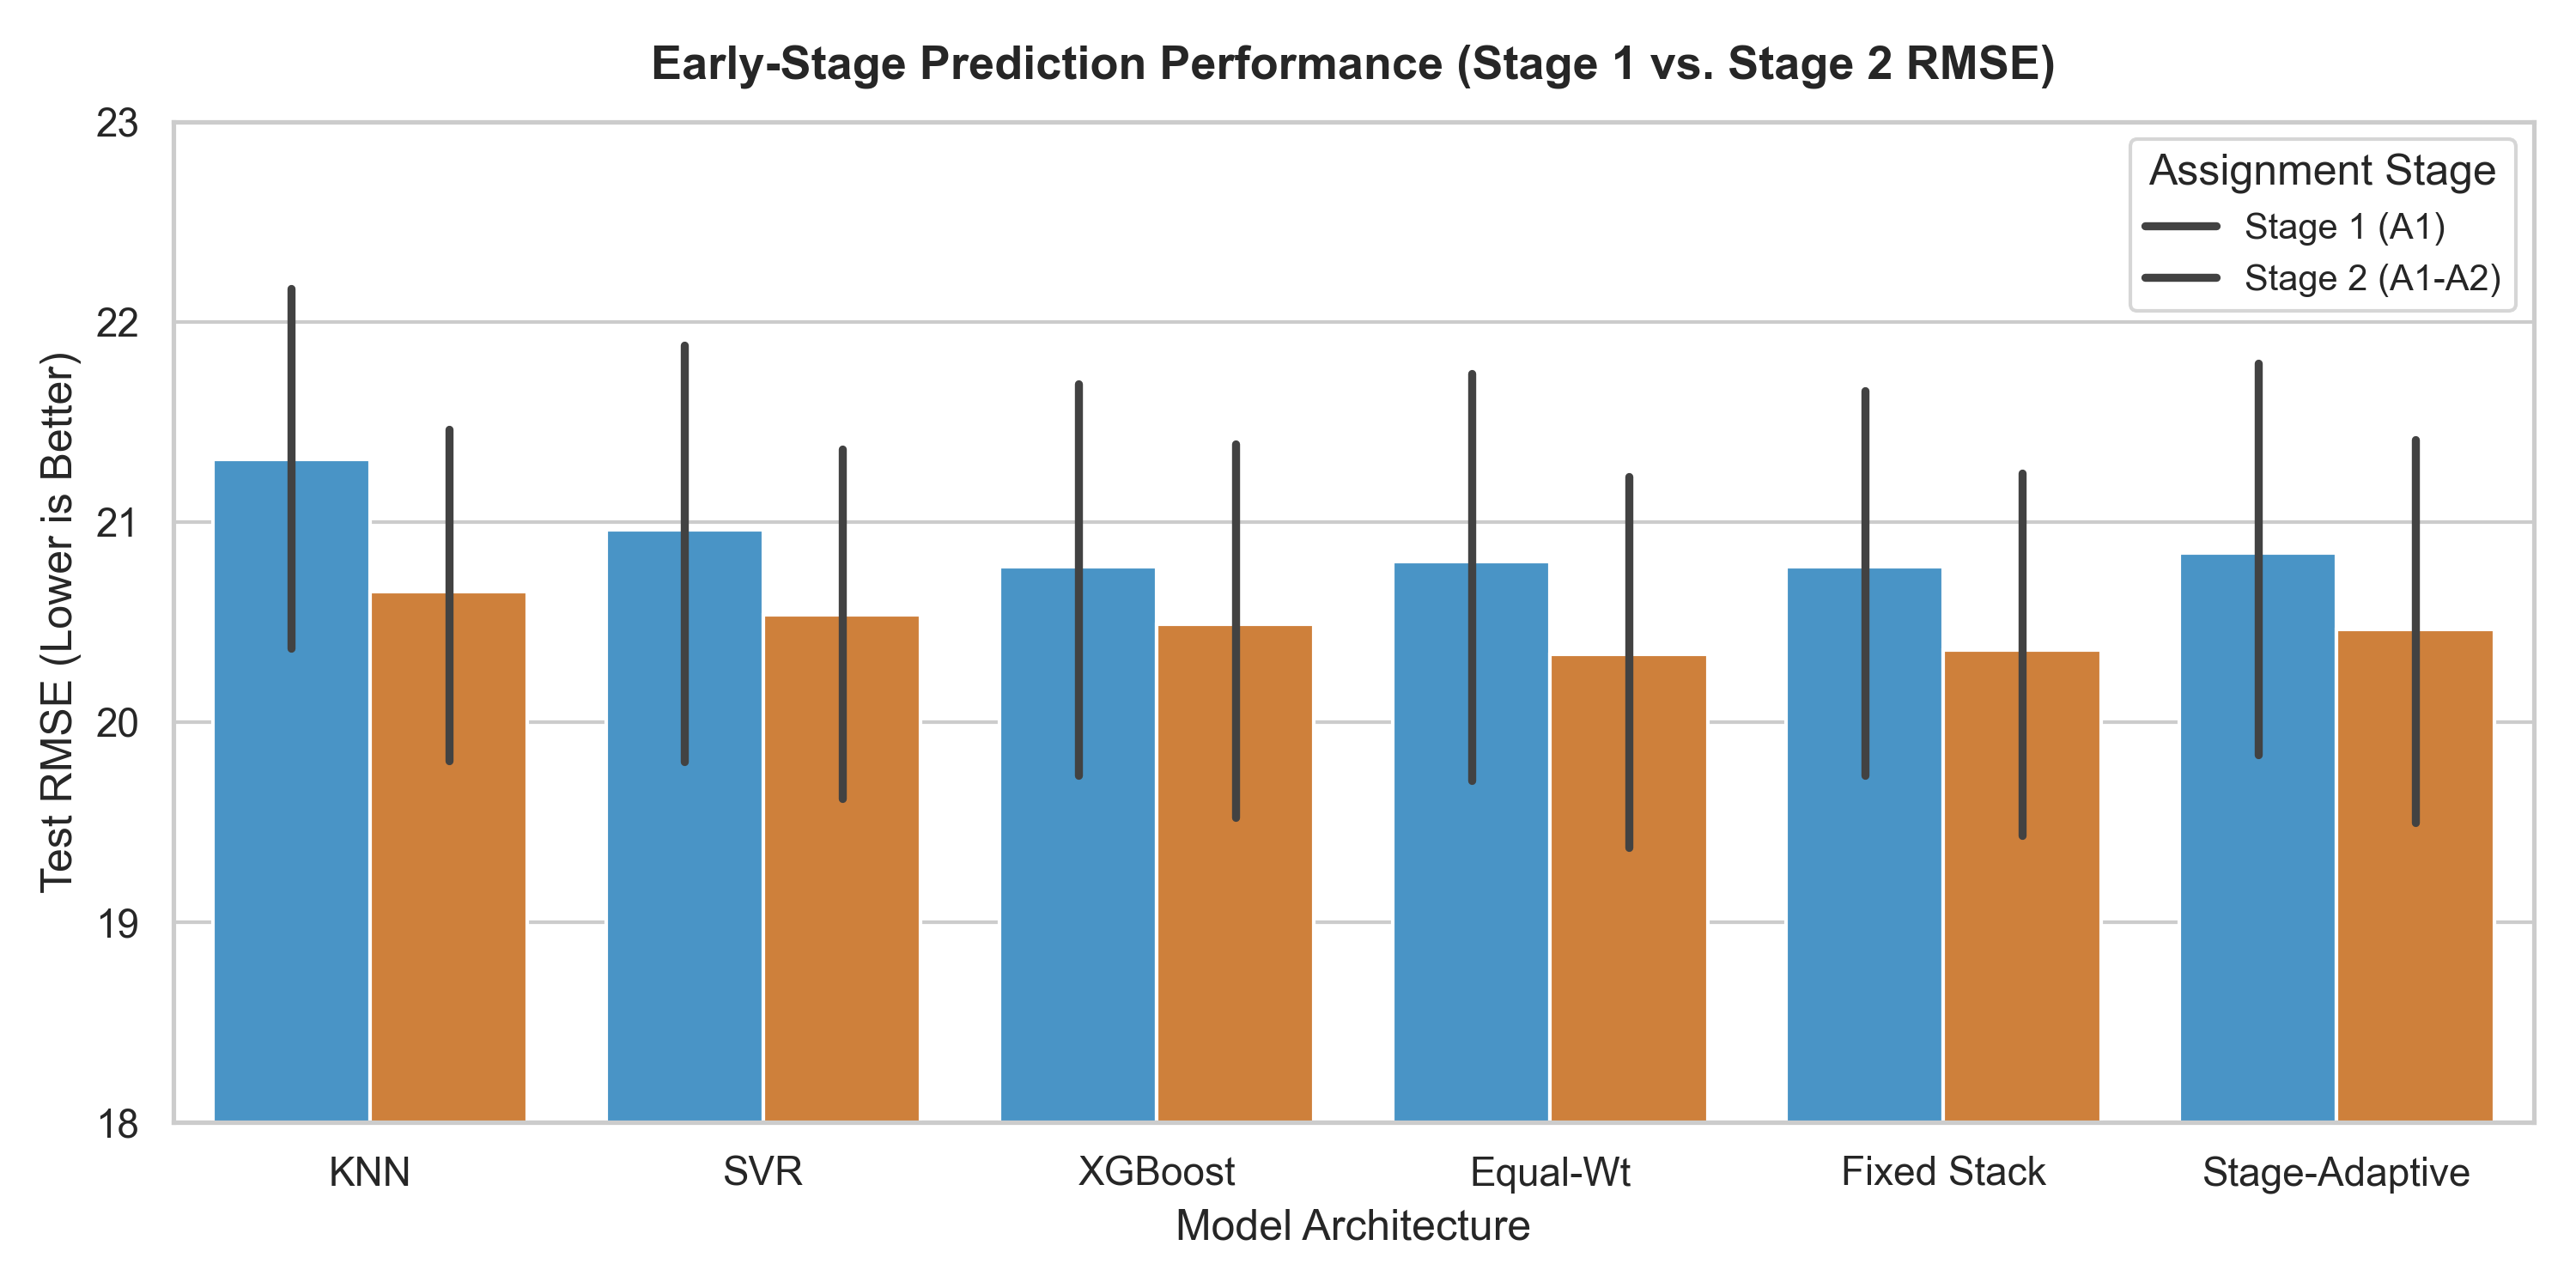 Early-Stage Prediction Performance (Stage 1 vs. Stage 2 RMSE)
Test RMSE (Lower is Better)
23
22
21
20
19
18
Assignment Stage
Stage 1 (A1)
Stage 2 (A1-A2)
KNN
SVR
XGBoost
Equal-Wt
Fixed Stack
Stage-Adaptive
Model Architecture